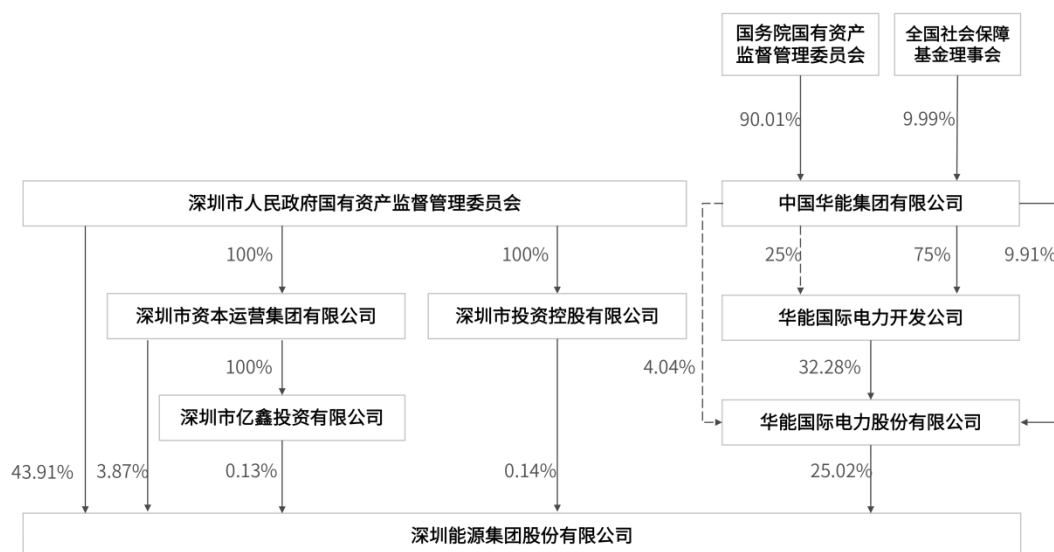 国务院国有资产
监督管理委员会
全国社会保障
基金理事会
90.01%
9.99%
深圳市人民政府国有资产监督管理委员会
中国华能集团有限公司
100%
100%
25%
75%
9.91%
深圳市资本运营集团有限公司
深圳市投资控股有限公司
华能国际电力开发公司
100%
4.04%
32.28%
深圳市亿鑫投资有限公司
华能国际电力股份有限公司
43.91%
3.87%
0.13%
0.14%
25.02%
深圳能源集团股份有限公司